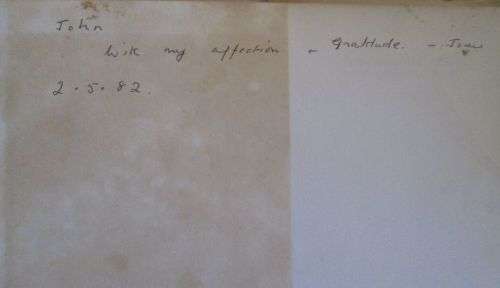 John
With my affection + Gratitude. -
2.5.82.